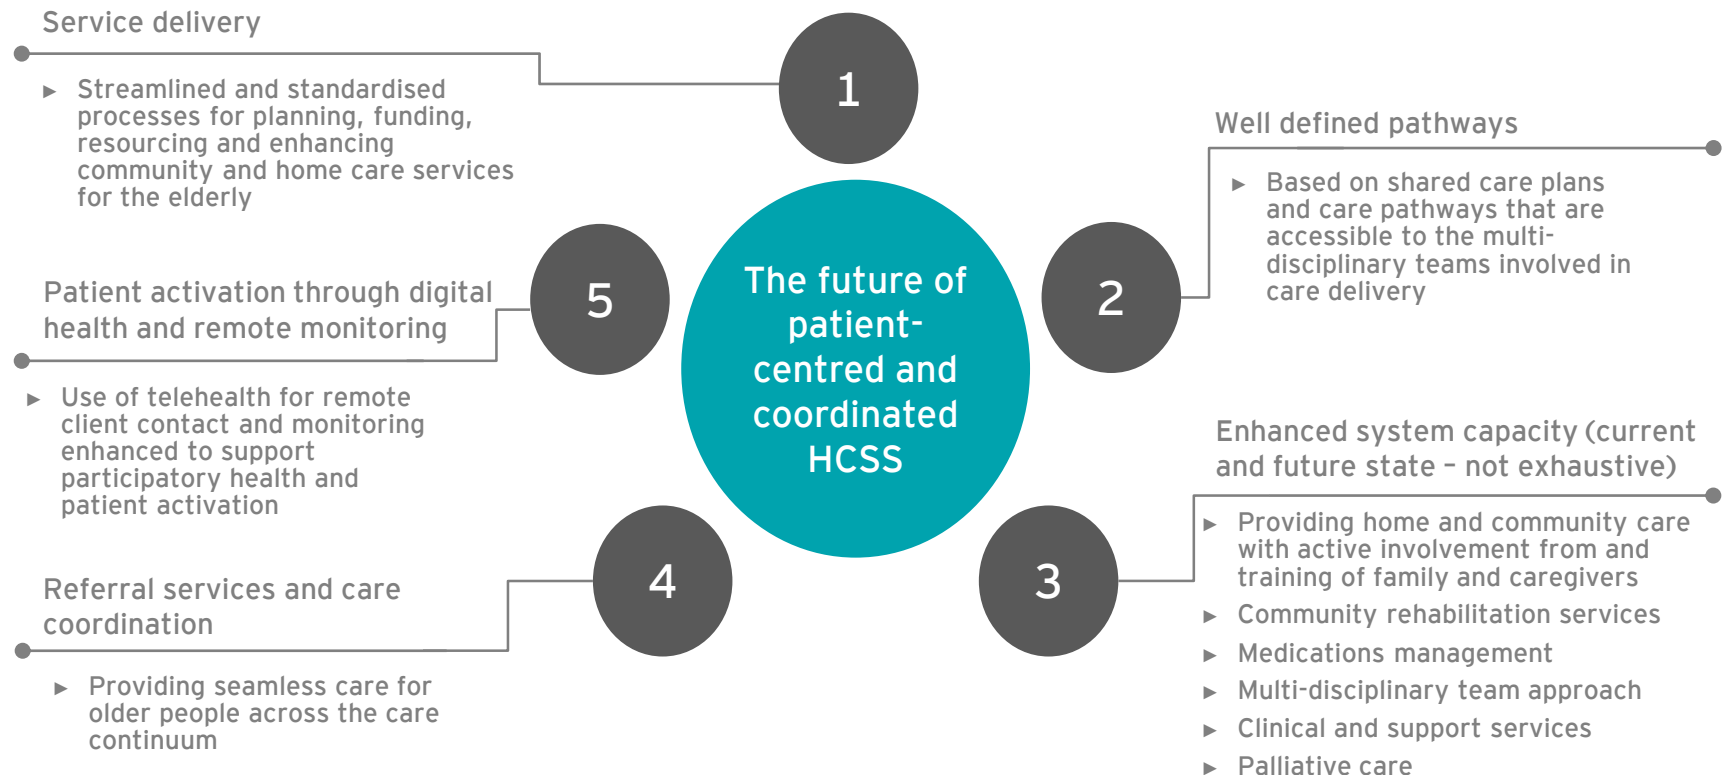 Service delivery
► Streamlined and standardised
processes for planning, funding,
resourcing and enhancing
community and home care services
for the elderly
1
Well defined pathways
► Based on shared care plans
and care pathways that are
accessible to the multi-
disciplinary teams involved in
care delivery
2
The future of
patient-
centred and
coordinated
HCSS
Enhanced system capacity (current
and future state – not exhaustive)
► Providing home and community care
with active involvement from and
training of family and caregivers
► Community rehabilitation services
► Medications management
► Multi-disciplinary team approach
► Clinical and support services
► Palliative care
3
Referral services and care
coordination
► Providing seamless care for
older people across the care
continuum
4
Patient activation through digital
health and remote monitoring
► Use of telehealth for remote
client contact and monitoring
enhanced to support
participatory health and
patient activation
5